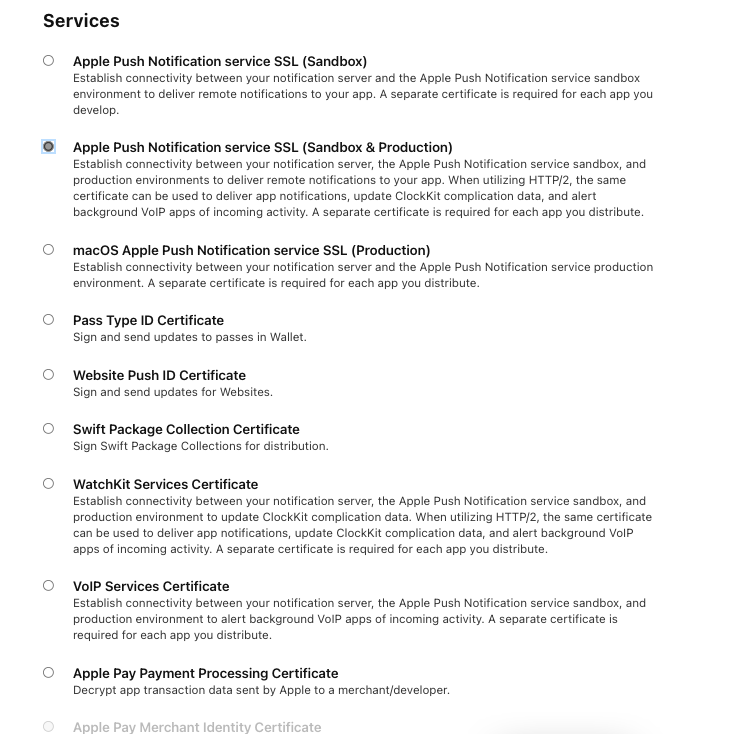 Services
Apple Push Notification service SSL (Sandbox)
Establish connectivity between your notification server and the Apple Push Notification service sandbox
environment to deliver remote notifications to your app. A separate certificate is required for each app you
develop.
Apple Push Notification service SSL (Sandbox & Production)
Establish connectivity between your notification server, the Apple Push Notification service sandbox, and
production environments to deliver remote notifications to your app. When utilizing HTTP/2, the same
certificate can be used to deliver app notifications, update ClockKit complication data, and alert
background VoIP apps of incoming activity. A separate certificate is required for each app you distribute.
macOS Apple Push Notification service SSL (Production)
Establish connectivity between your notification server and the Apple Push Notification service production
environment. A separate certificate is required for each app you distribute.
Pass Type ID Certificate
Sign and send updates to passes in Wallet.
Website Push ID Certificate
Sign and send updates for Websites.
Swift Package Collection Certificate
Sign Swift Package Collections for distribution.
WatchKit Services Certificate
Establish connectivity between your notification server, the Apple Push Notification service sandbox, and
production environment to update ClockKit complication data. When utilizing HTTP/2, the same certificate
can be used to deliver app notifications, update ClockKit complication data, and alert background VoIP
apps of incoming activity. A separate certificate is required for each app you distribute.
VoIP Services Certificate
Establish connectivity between your notification server, the Apple Push Notification service sandbox, and
production environment to alert background VoIP apps of incoming activity. A separate certificate is
required for each app you distribute.
Apple Pay Payment Processing Certificate
Decrypt app transaction data sent by Apple to a merchant/developer.
Apple Pay Merchant Identity Certificate